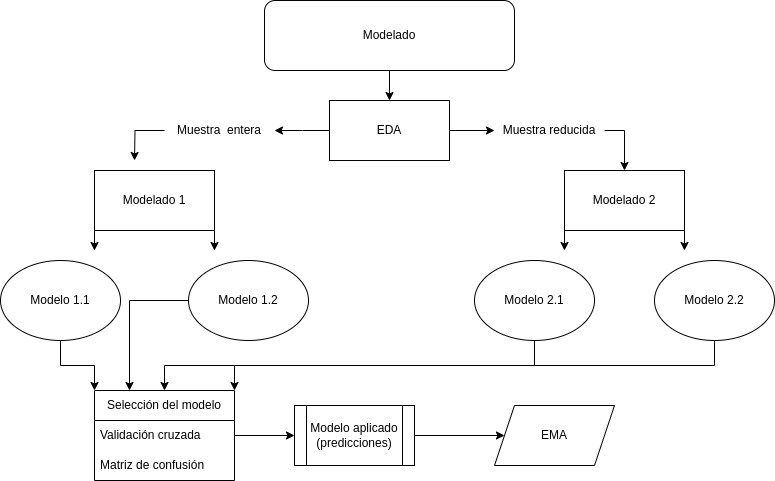 Modelado
Muestra entera
EDA
Muestra reducida
Modelado 1
Modelado 2
Modelo 1.1
Modelo 1.2
Modelo 2.1
Modelo 2.2
Selección del modelo
Validación cruzada
Matriz de confusión
Modelo aplicado
(predicciones)
EMA